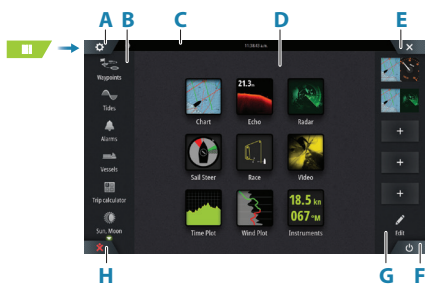 A B C D E
11:38:43 a.m.
Waypoints
Tides
Alarms
Vessels
Trip calculator
Sun, Moon
21.3
Chart Echo Radar
Sail Steer Race Video
18.5 kn
067 °M
Time Plot Wind Plot Instruments
+
+
+
Edit
H G F